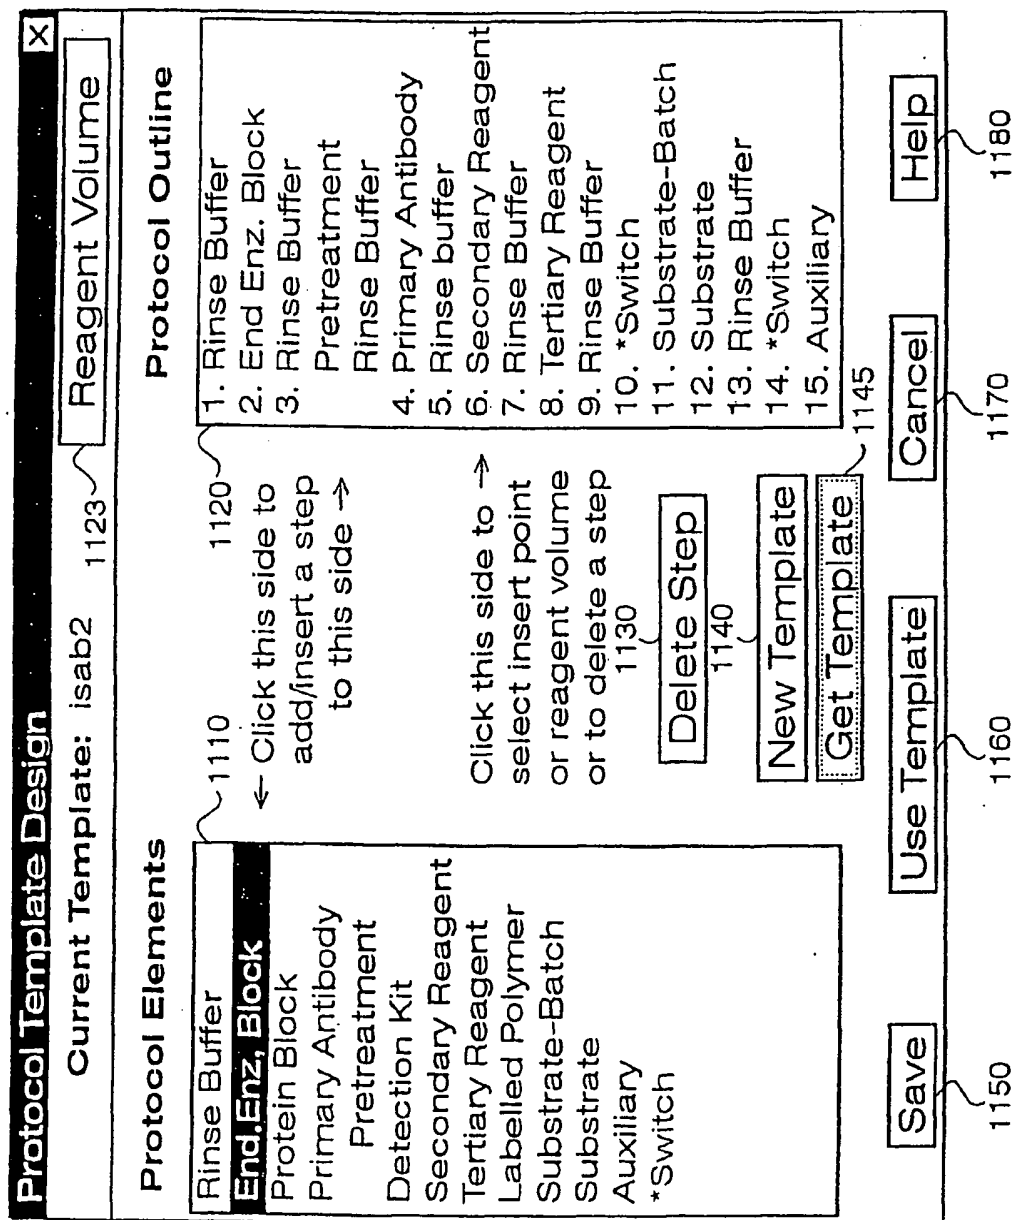 Protocol Template Design
X
Current Template: isab2
1123
Reagent Volume
Protocol Elements
1110
Rinse Buffer
End.Enz, Block
Protein Block
Primary Antibody
Pretreatment
Detection Kit
Secondary Reagent
Tertiary Reagent
Labelled Polymer
Substrate-Batch
Substrate
Auxiliary
*Switch
← Click this side to
add/insert a step
to this side →
Click this side to →
select insert point
or reagent volume
or to delete a step
1130
Delete Step
1140
New Template
Get Template
1145
Protocol Outline
1120
1. Rinse Buffer
2. End Enz. Block
3. Rinse Buffer
Pretreatment
Rinse Buffer
4. Primary Antibody
5. Rinse buffer
6. Secondary Reagent
7. Rinse Buffer
8. Tertiary Reagent
9. Rinse Buffer
10. *Switch
11. Substrate-Batch
12. Substrate
13. Rinse Buffer
14. *Switch
15. Auxiliary
Save
Use Template
Cancel
Help
1150
1160
1170
1180